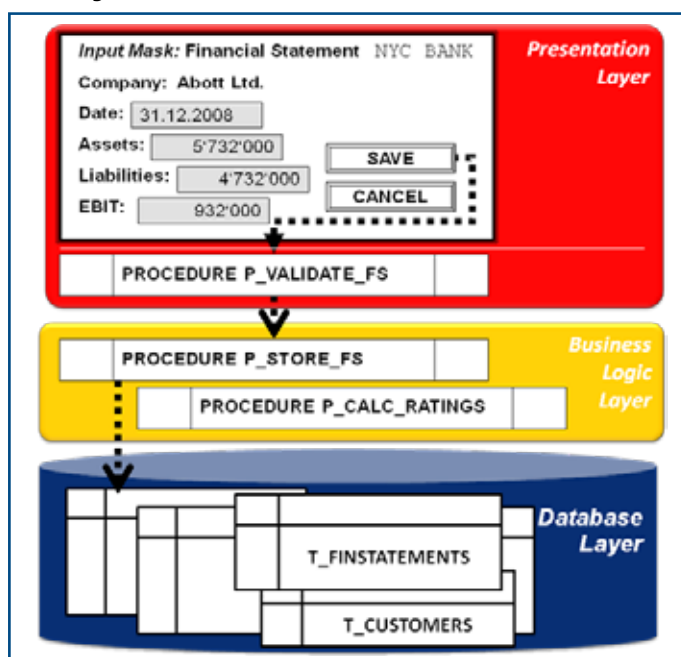 Input Mask: Financial Statement NYC BANK
Presentation
Layer
Company: Abott Ltd.
Date: 31.12.2008
Assets: 5'732'000
SAVE
Liabilities: 4'732'000
CANCEL
EBIT: 932'000
PROCEDURE P_VALIDATE_FS
Business
Logic
Layer
PROCEDURE P_STORE_FS
PROCEDURE P_CALC_RATINGS
Database
Layer
T_FINSTATEMENTS
T_CUSTOMERS